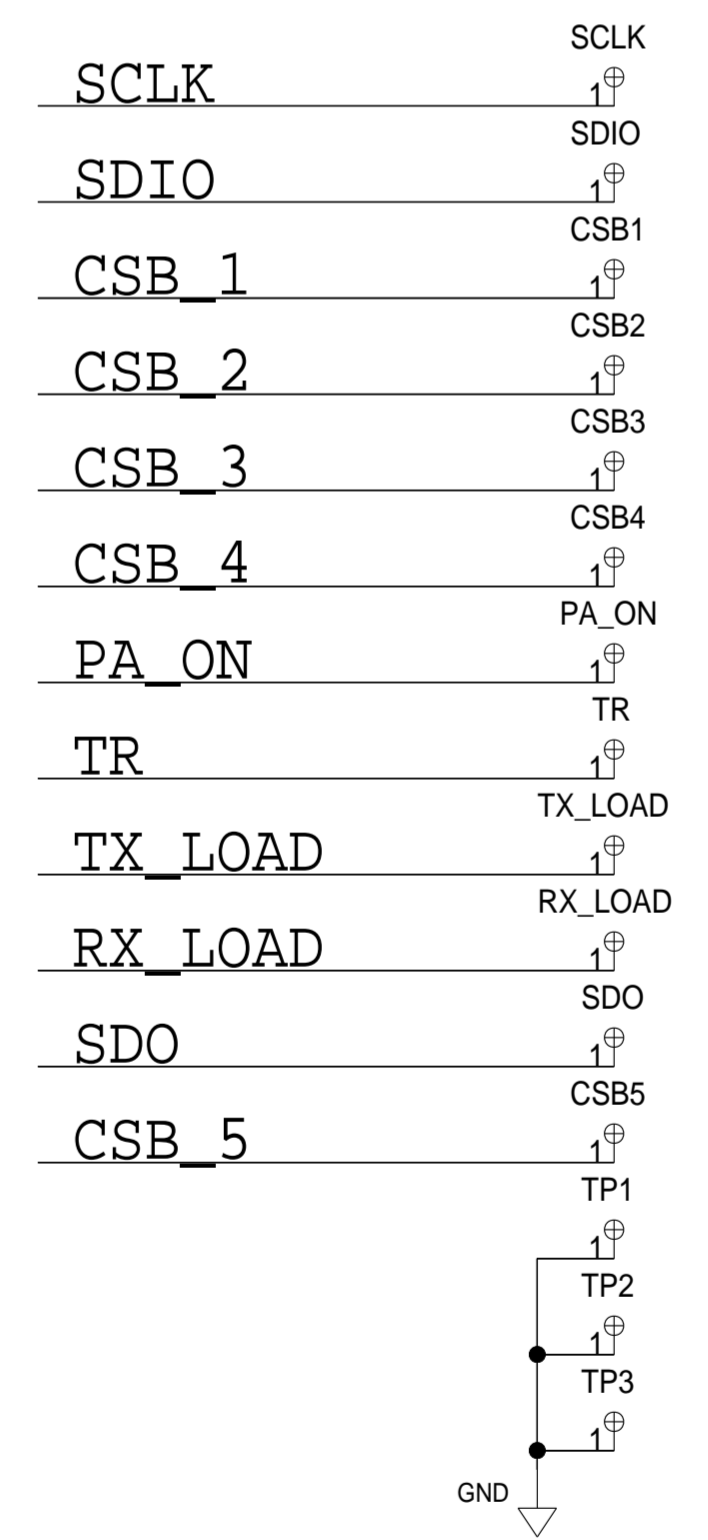 SCLK
SCLK
1
SDIO
SDIO
1
CSB1
CSB_1
1
CSB2
CSB_2
1
CSB3
CSB_3
1
CSB4
CSB_4
1
PA_ON
PA_ON
1
TR
TR
1
TX_LOAD
TX_LOAD
1
RX_LOAD
RX_LOAD
1
SDO
SDO
1
CSB5
CSB_5
1
TP1
1
TP2
1
TP3
1
GND